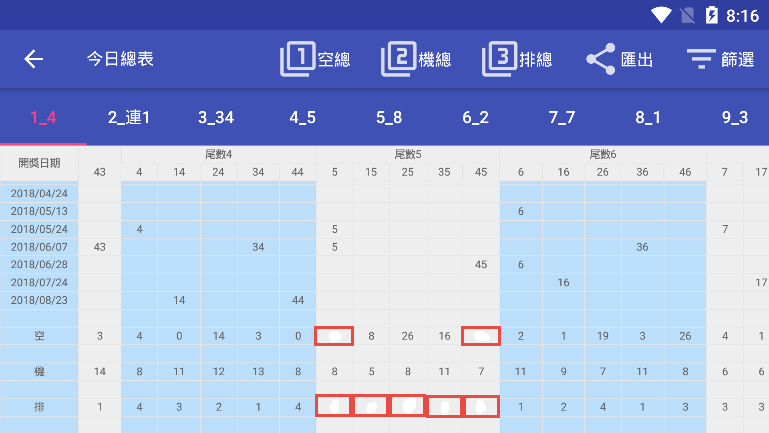 8:16
今日總表 1 空總 2 機總 3 排總 匯出 篩選
1_4 2_連1 3_34 4_5 5_8 6_2 7_7 8_1 9_3
開獎日期 尾數4 尾數5 尾數6
43 4 14 24 34 44 5 15 25 35 45 6 16 26 36 46 7 17
2018/04/24
2018/05/13 6
2018/05/24 4 5 7
2018/06/07 43 34 5 36
2018/06/28 45 6
2018/07/24 16 17
2018/08/23 14 44
空 3 4 0 14 3 0 8 26 16 2 1 19 3 26 4 1
機 14 8 11 12 13 8 8 5 8 11 7 11 9 7 11 8 6 6
排 1 4 3 2 1 4 1 2 4 1 3 3 3